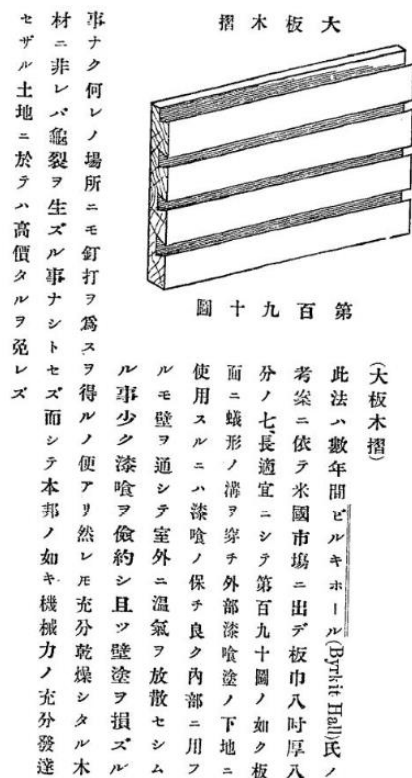 大板木摺
第百九十圖
(大板木摺)
此法ハ數年間ビルキホール(Byrkit Hall)氏ノ
考案ニ依テ米國市塲ニ出デ板巾八吋厚八
分ノ七、長適宜ニシテ第百九十圖ノ如ク板
面ニ蟻形ノ溝ヲ穿チ外部漆喰塗ノ下地ニ
使用スルニハ漆喰ノ保チ良ク內部ニ用フ
ルモ壁ヲ通シテ室外ニ溫氣ヲ放散セシム
ル事少ク漆喰ヲ儉約シ且ツ壁塗ヲ損ズル
事ナク何レノ塲所ニモ釘打ヲ爲スヲ得ルノ便アリ然レ𪜈充分乾燥シタル木
材ニ非レバ龜裂ヲ生ズル事ナシトセズ而シテ本邦ノ如キ機械力ノ充分發達
セザル土地ニ於テハ高價タルヲ免レズ